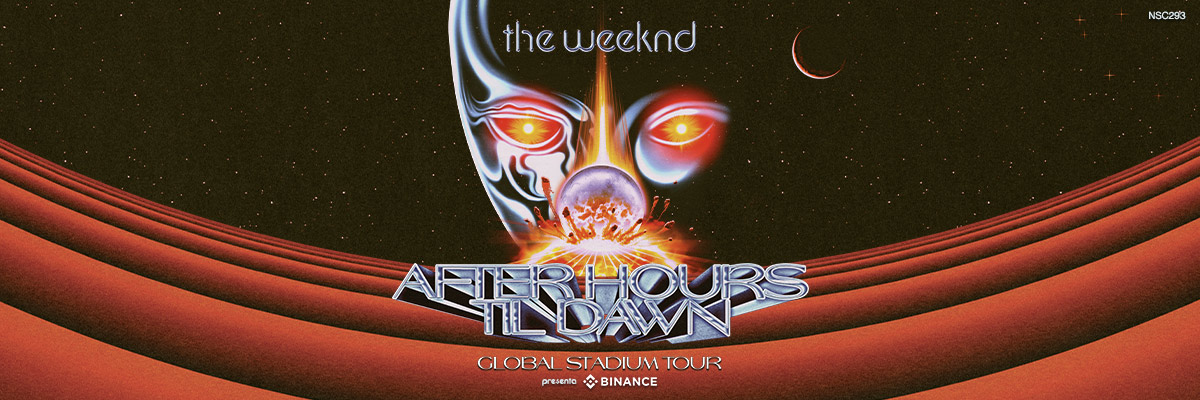 NSC293
the weeknd
AFTER HOURS
TIL DAWN
GLOBAL STADIUM TOUR
presenta BINANCE